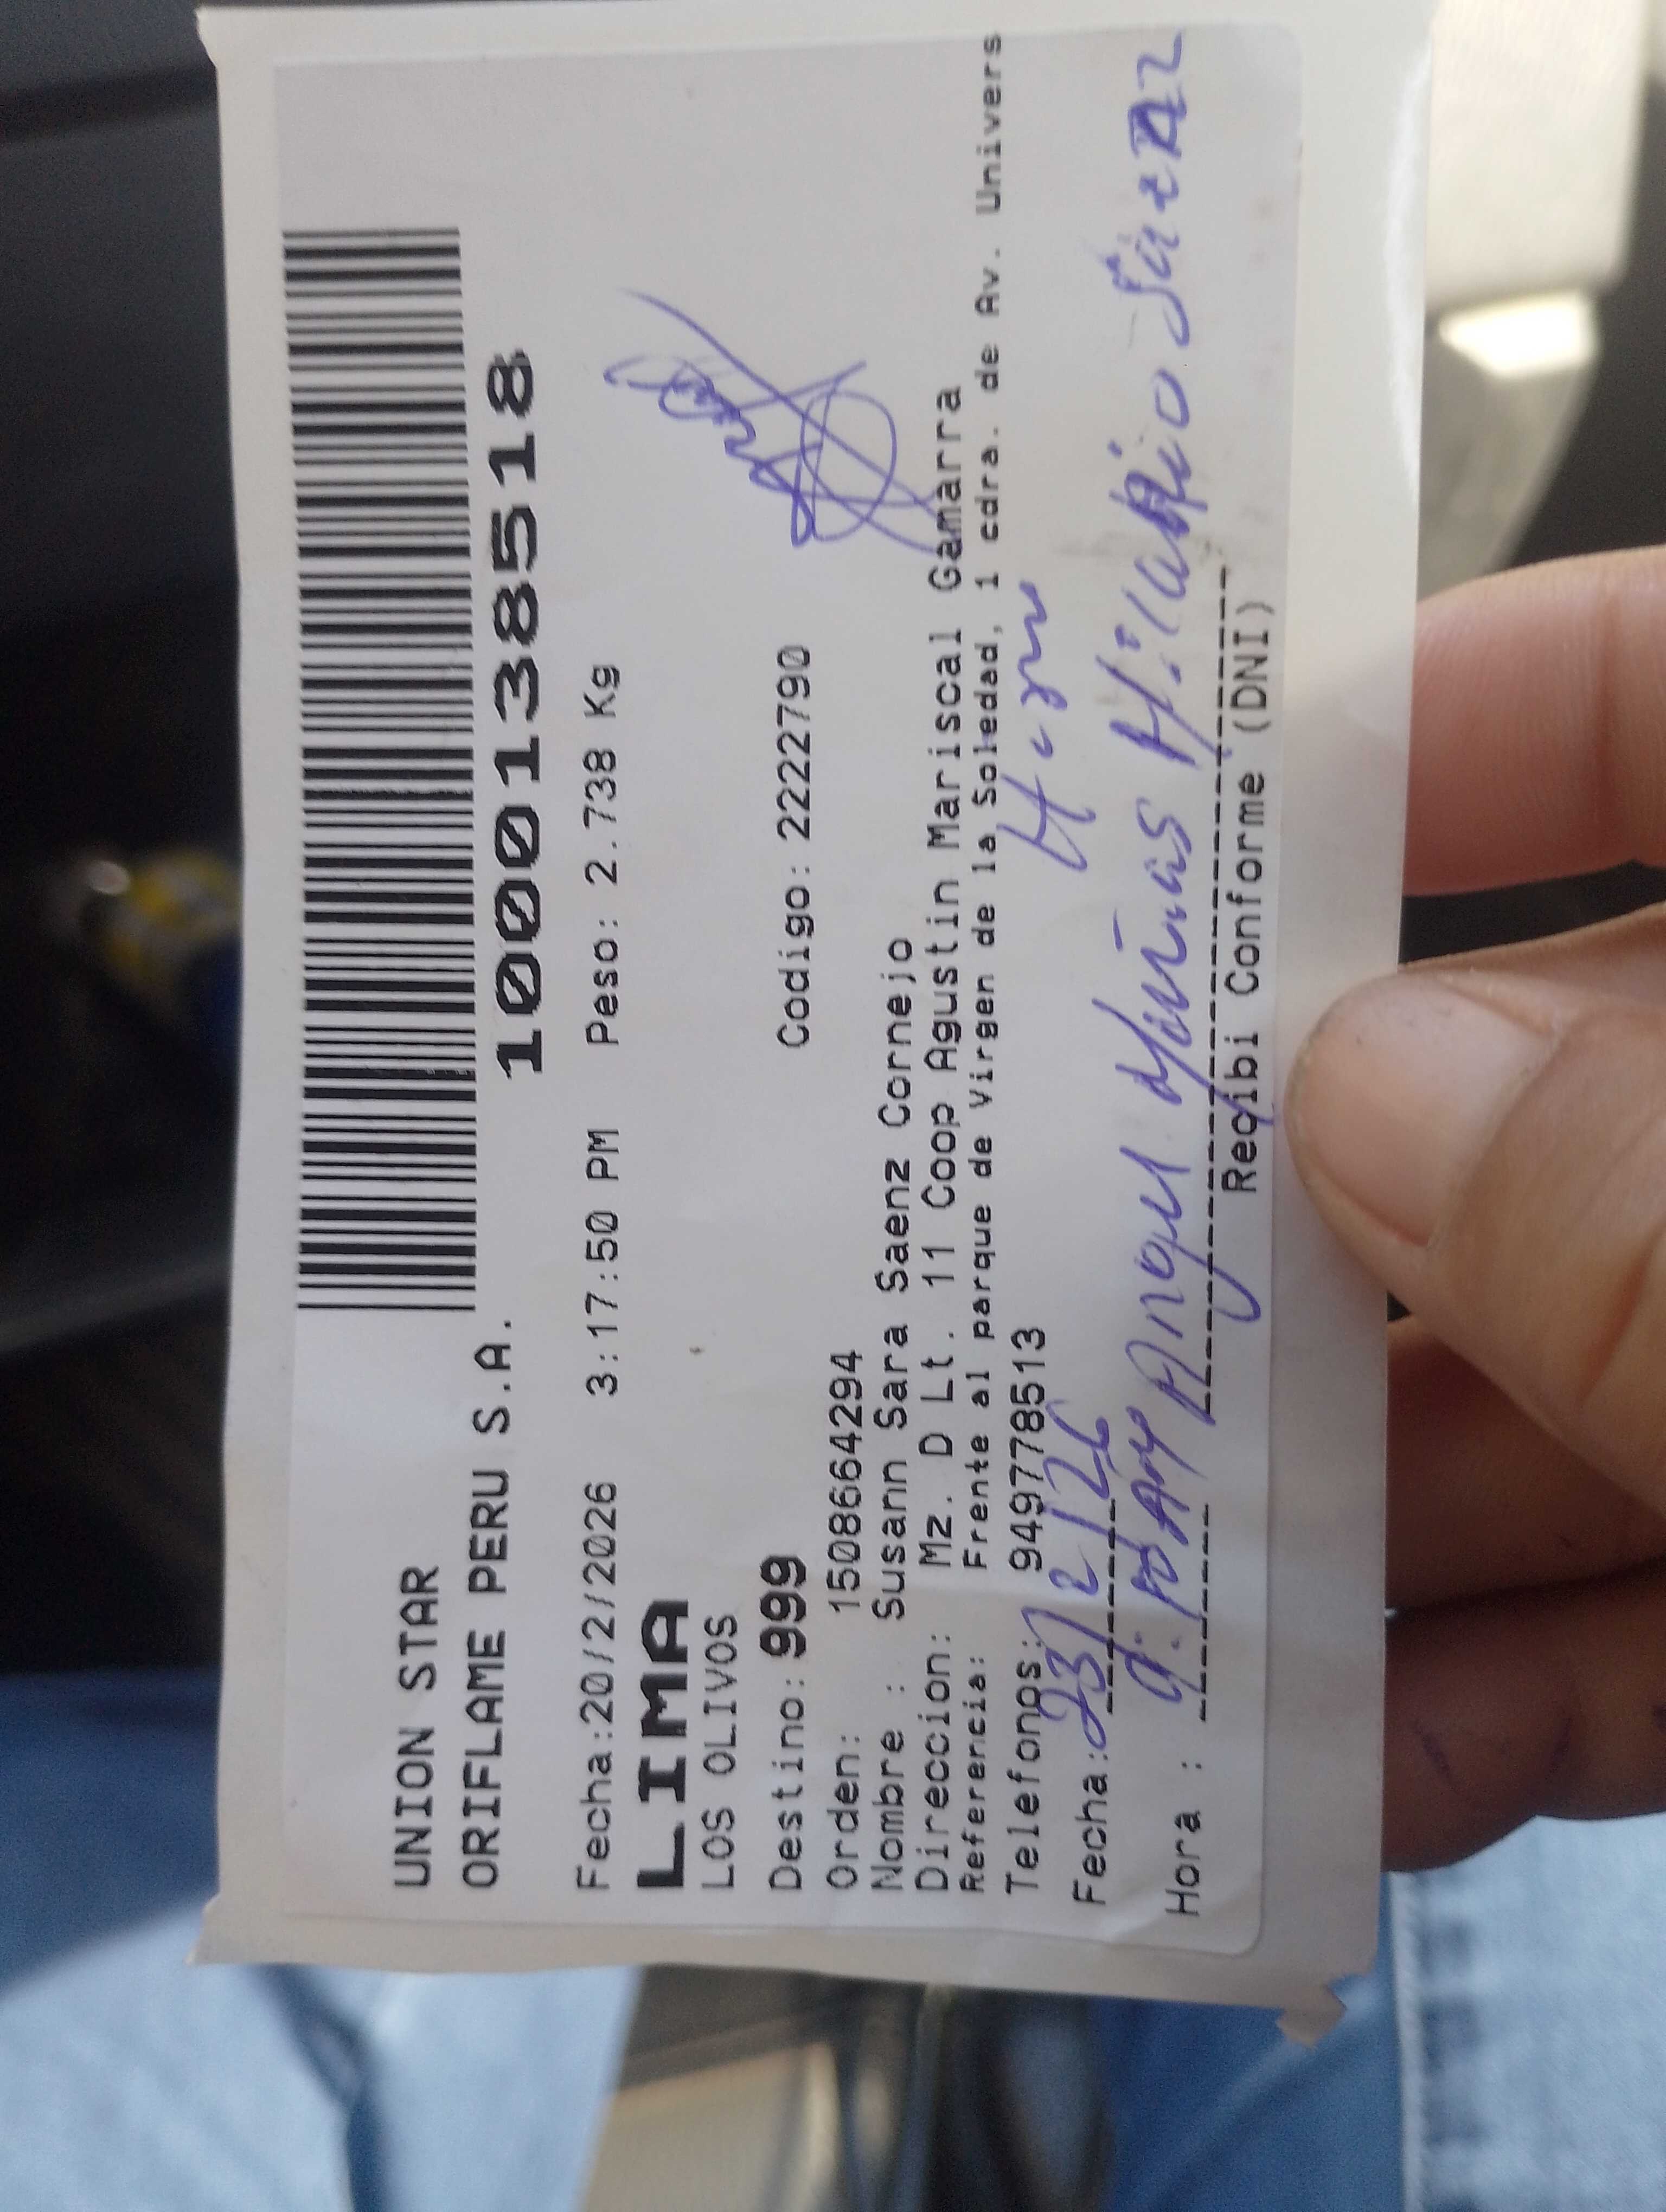 UNION STAR
ORIFLAME PERU S.A.
10001385518
Fecha:20/2/2026 3:17:50 PM Peso: 2.738 Kg
LIMA
LOS OLIVOS
Destino: 999 Codigo: 2222790
Orden: 1508664294
Nombre : Susann Sara Saenz Cornejo
Direccion: Mz. D Lt. 11 Coop Agustin Mariscal Gamarra
Referencia: Frente al parque de Virgen de la Soledad, 1 cdra. de Av. Univers
Telefonos: 949778513
Fecha: 23/2/26
Hora : Angel Hilario Saenz
Recibi Conforme (DNI)